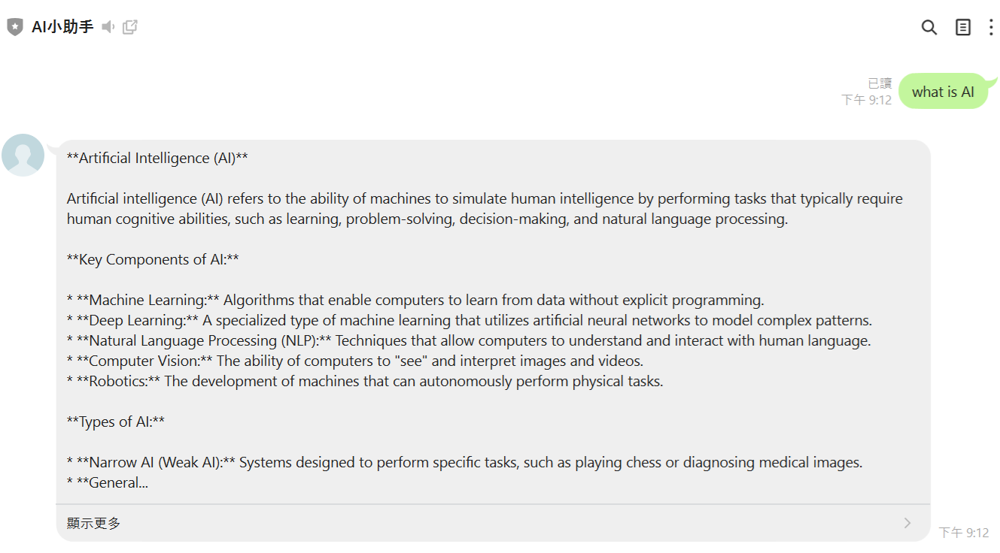 AI小助手
已讀
下午 9:12
what is AI
**Artificial Intelligence (AI)**
Artificial intelligence (AI) refers to the ability of machines to simulate human intelligence by performing tasks that typically require
human cognitive abilities, such as learning, problem-solving, decision-making, and natural language processing.
**Key Components of AI:**
* **Machine Learning:** Algorithms that enable computers to learn from data without explicit programming.
* **Deep Learning:** A specialized type of machine learning that utilizes artificial neural networks to model complex patterns.
* **Natural Language Processing (NLP):** Techniques that allow computers to understand and interact with human language.
* **Computer Vision:** The ability of computers to "see" and interpret images and videos.
* **Robotics:** The development of machines that can autonomously perform physical tasks.
**Types of AI:**
* **Narrow AI (Weak AI):** Systems designed to perform specific tasks, such as playing chess or diagnosing medical images.
* **General...
顯示更多
下午 9:12